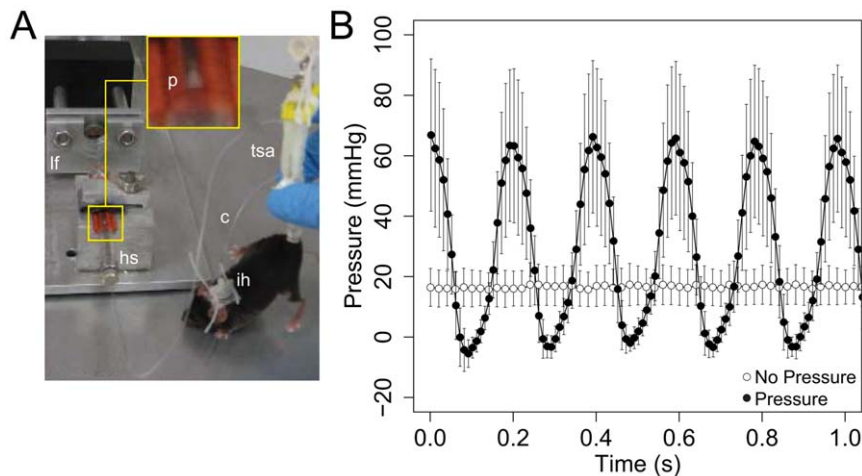 A
p
lf
tsa
c
hs
ih
B
Pressure (mmHg)
100
80
60
40
20
0
−20
No Pressure
Pressure
0.0 0.2 0.4 0.6 0.8 1.0
Time (s)